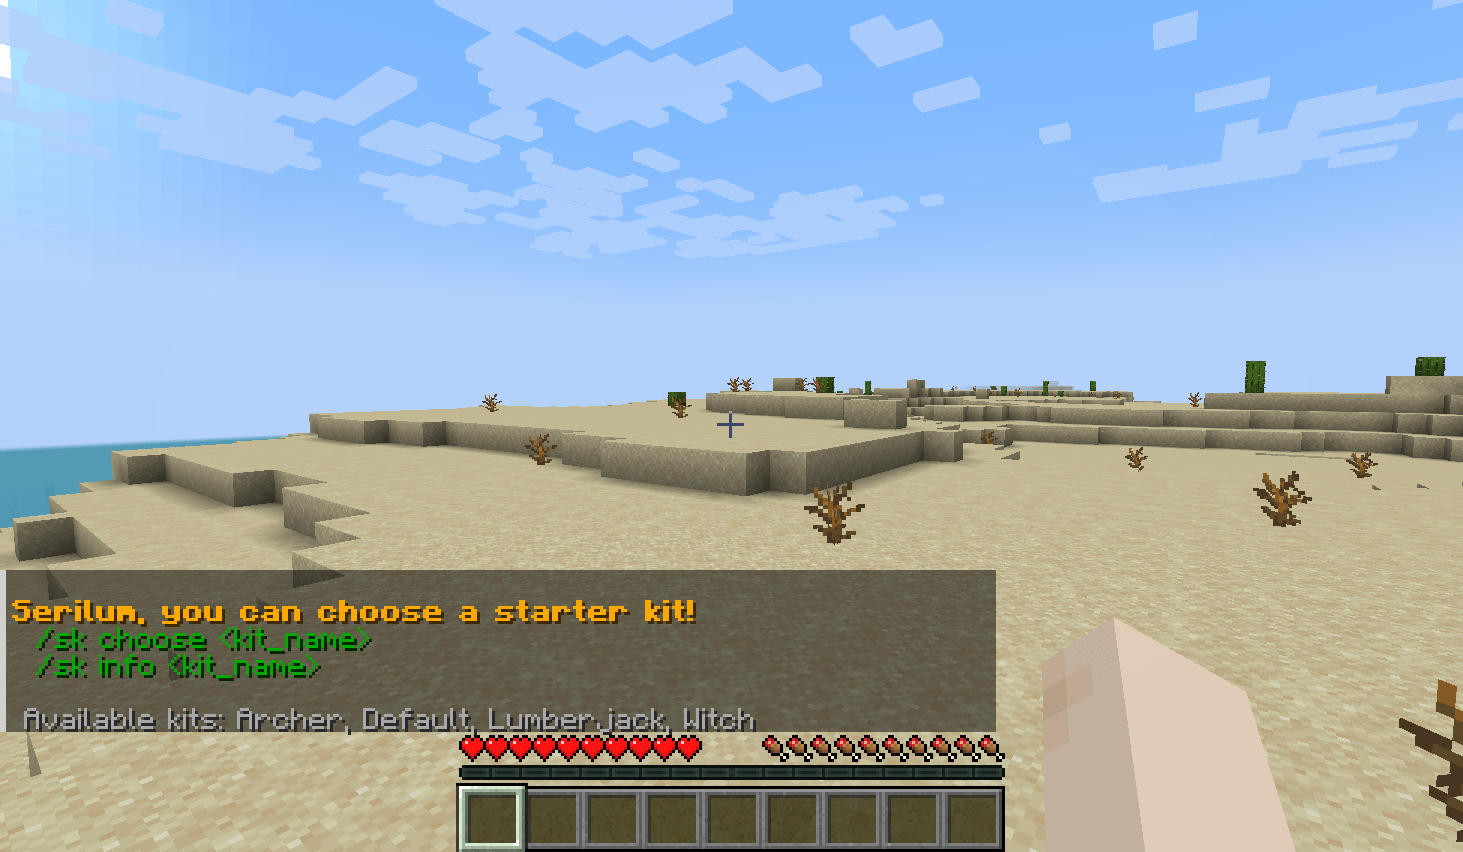 Serilum, you can choose a starter kit!
/sk choose <kit_name>
/sk info <kit_name>
Available kits: Archer, Default, Lumberjack, Witch